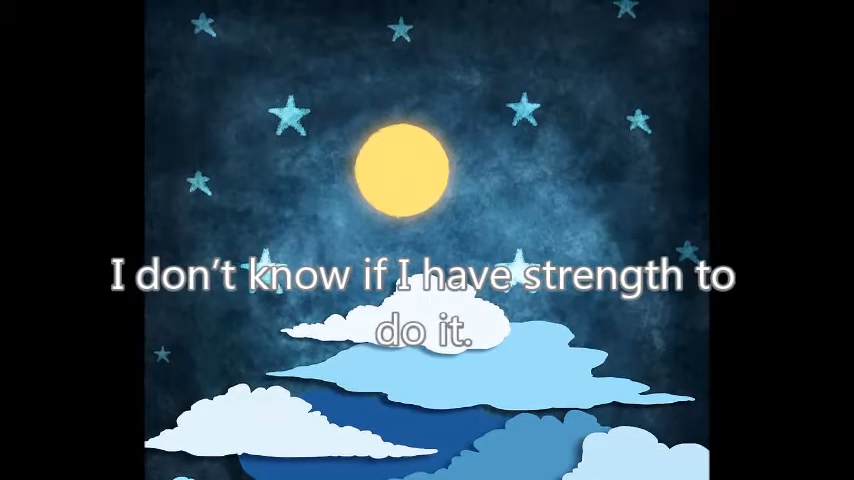 I don’t know if I have strength to
do it.